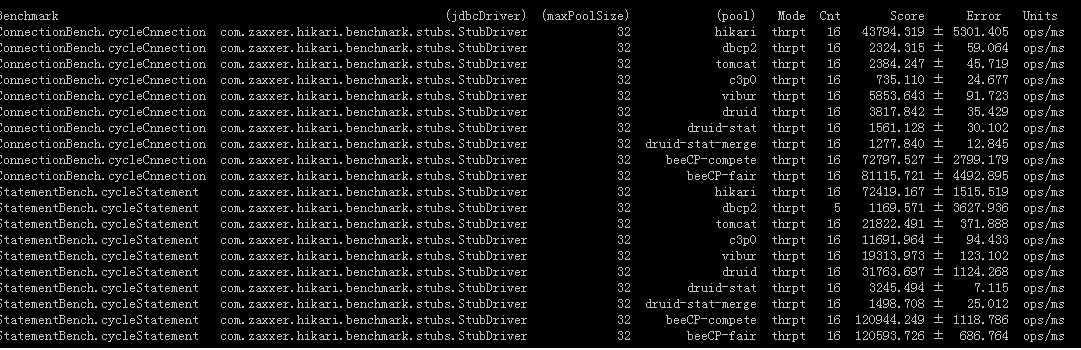 Benchmark (jdbcDriver) (maxPoolSize) (pool) Mode Cnt Score Error Units
ConnectionBench.cycleCnnection com.zaxxer.hikari.benchmark.stubs.StubDriver 32 hikari thrpt 16 43794.319 ± 5301.405 ops/ms
ConnectionBench.cycleCnnection com.zaxxer.hikari.benchmark.stubs.StubDriver 32 dbcp2 thrpt 16 2324.315 ± 59.064 ops/ms
ConnectionBench.cycleCnnection com.zaxxer.hikari.benchmark.stubs.StubDriver 32 tomcat thrpt 16 2384.247 ± 45.719 ops/ms
ConnectionBench.cycleCnnection com.zaxxer.hikari.benchmark.stubs.StubDriver 32 c3p0 thrpt 16 735.110 ± 24.677 ops/ms
ConnectionBench.cycleCnnection com.zaxxer.hikari.benchmark.stubs.StubDriver 32 vibur thrpt 16 5853.643 ± 91.723 ops/ms
ConnectionBench.cycleCnnection com.zaxxer.hikari.benchmark.stubs.StubDriver 32 druid thrpt 16 3817.842 ± 35.429 ops/ms
ConnectionBench.cycleCnnection com.zaxxer.hikari.benchmark.stubs.StubDriver 32 druid-stat thrpt 16 1561.128 ± 30.102 ops/ms
ConnectionBench.cycleCnnection com.zaxxer.hikari.benchmark.stubs.StubDriver 32 druid-stat-merge thrpt 16 1277.840 ± 12.845 ops/ms
ConnectionBench.cycleCnnection com.zaxxer.hikari.benchmark.stubs.StubDriver 32 beeCP-compete thrpt 16 72797.527 ± 2799.179 ops/ms
ConnectionBench.cycleCnnection com.zaxxer.hikari.benchmark.stubs.StubDriver 32 beeCP-fair thrpt 16 81115.721 ± 4492.895 ops/ms
StatementBench.cycleStatement com.zaxxer.hikari.benchmark.stubs.StubDriver 32 hikari thrpt 16 72419.167 ± 1515.519 ops/ms
StatementBench.cycleStatement com.zaxxer.hikari.benchmark.stubs.StubDriver 32 dbcp2 thrpt 5 1169.571 ± 3627.936 ops/ms
StatementBench.cycleStatement com.zaxxer.hikari.benchmark.stubs.StubDriver 32 tomcat thrpt 16 21822.491 ± 371.888 ops/ms
StatementBench.cycleStatement com.zaxxer.hikari.benchmark.stubs.StubDriver 32 c3p0 thrpt 16 11691.964 ± 94.433 ops/ms
StatementBench.cycleStatement com.zaxxer.hikari.benchmark.stubs.StubDriver 32 vibur thrpt 16 19313.973 ± 123.102 ops/ms
StatementBench.cycleStatement com.zaxxer.hikari.benchmark.stubs.StubDriver 32 druid thrpt 16 31763.697 ± 1124.268 ops/ms
StatementBench.cycleStatement com.zaxxer.hikari.benchmark.stubs.StubDriver 32 druid-stat thrpt 16 3245.494 ± 7.115 ops/ms
StatementBench.cycleStatement com.zaxxer.hikari.benchmark.stubs.StubDriver 32 druid-stat-merge thrpt 16 1498.708 ± 25.012 ops/ms
StatementBench.cycleStatement com.zaxxer.hikari.benchmark.stubs.StubDriver 32 beeCP-compete thrpt 16 120944.249 ± 1118.786 ops/ms
StatementBench.cycleStatement com.zaxxer.hikari.benchmark.stubs.StubDriver 32 beeCP-fair thrpt 16 120593.726 ± 686.764 ops/ms